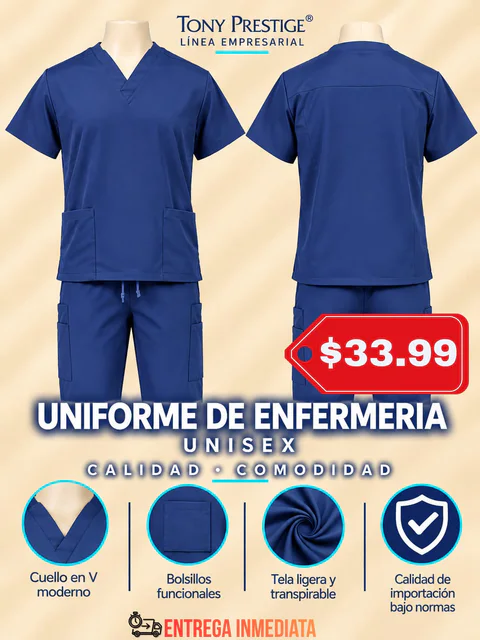 TONY PRESTIGE®
LÍNEA EMPRESARIAL
$33.99
UNIFORME DE ENFERMERIA
UNISEX
CALIDAD · COMODIDAD
Cuello en V
moderno
Bolsillos
funcionales
Tela ligera y
transpirable
Calidad de
importación
bajo normas
ENTREGA INMEDIATA